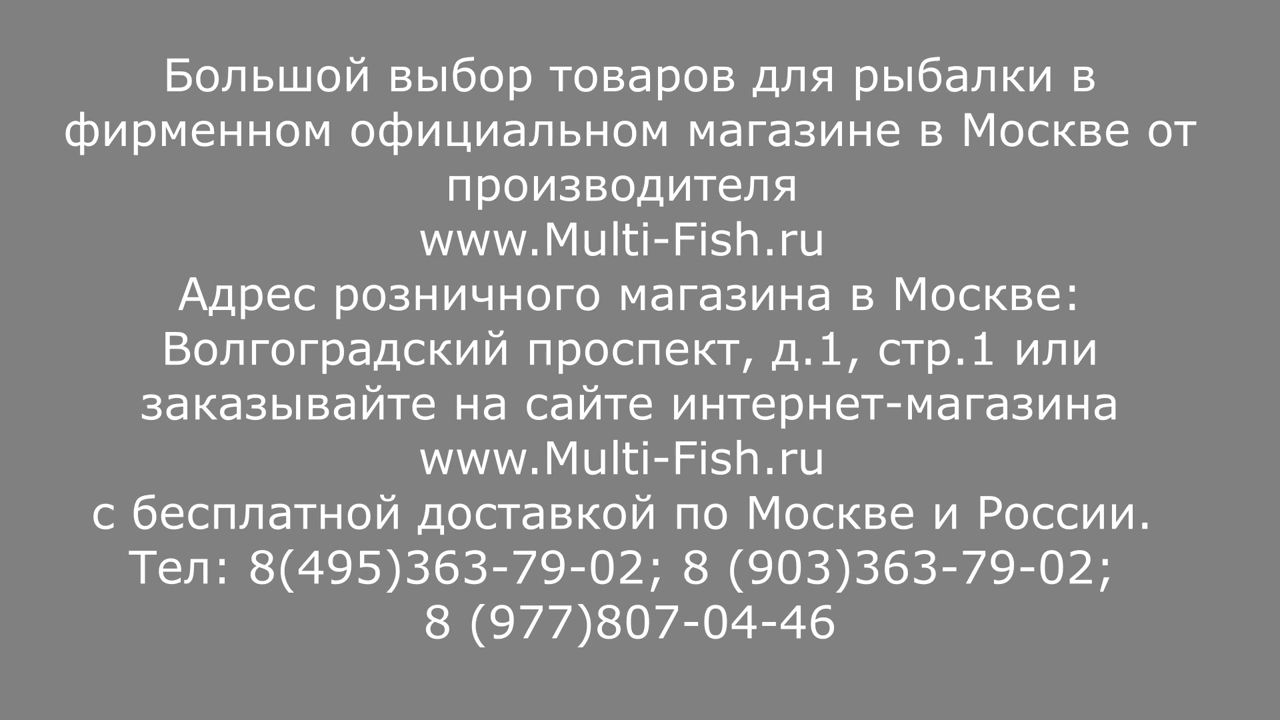 Большой выбор товаров для рыбалки в
фирменном официальном магазине в Москве от
производителя
www.Multi-Fish.ru
Адрес розничного магазина в Москве:
Волгоградский проспект, д.1, стр.1 или
заказывайте на сайте интернет-магазина
www.Multi-Fish.ru
с бесплатной доставкой по Москве и России.
Тел: 8(495)363-79-02; 8 (903)363-79-02;
8 (977)807-04-46